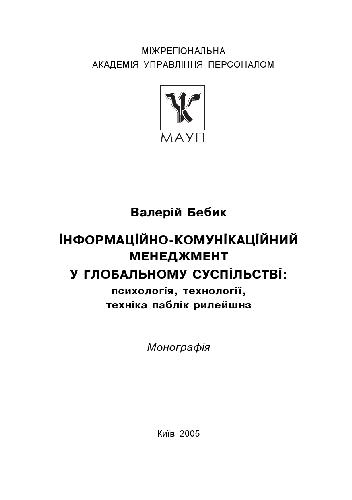 МІЖРЕГІОНАЛЬНА
АКАДЕМІЯ УПРАВЛІННЯ ПЕРСОНАЛОМ
МАУП
Валерій Бебик
ІНФОРМАЦІЙНО-КОМУНІКАЦІЙНИЙ
МЕНЕДЖМЕНТ
У ГЛОБАЛЬНОМУ СУСПІЛЬСТВІ:
психологія, технології,
техніка паблік рилейшнз
Монографія
Київ 2005